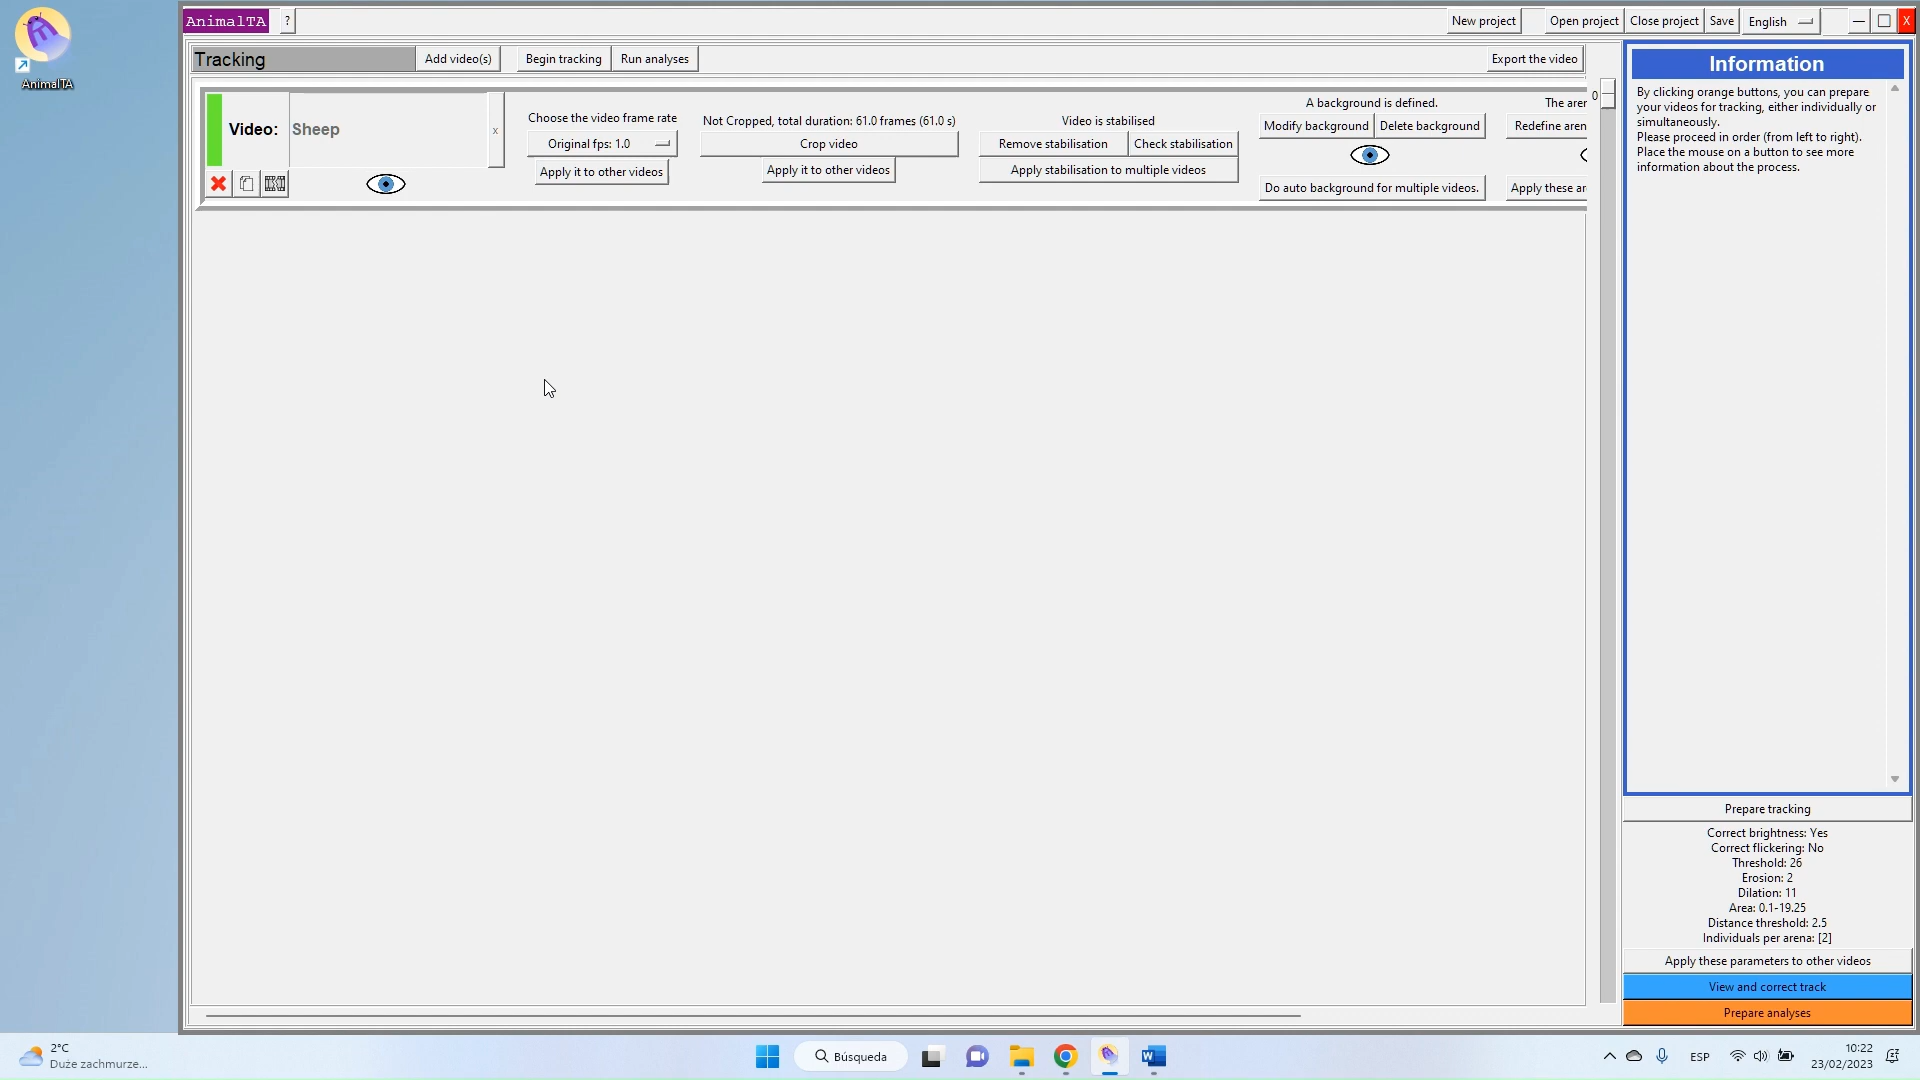 AnimalTA
AnimalTA ?
New project Open project Close project Save English X
Tracking Add video(s) Begin tracking Run analyses Export the video
Video: Sheep x
Choose the video frame rate
Original fps: 1.0
Apply it to other videos
Not Cropped, total duration: 61.0 frames (61.0 s)
Crop video
Apply it to other videos
Video is stabilised
Remove stabilisation Check stabilisation
Apply stabilisation to multiple videos
A background is defined.
Modify background Delete background
Do auto background for multiple videos.
The arer
Redefine aren
Apply these ar
0
Information
By clicking orange buttons, you can prepare
your videos for tracking, either individually or
simultaneously.
Please proceed in order (from left to right).
Place the mouse on a button to see more
information about the process.
Prepare tracking
Correct brightness: Yes
Correct flickering: No
Threshold: 26
Erosion: 2
Dilation: 11
Area: 0.1-19.25
Distance threshold: 2.5
Individuals per arena: [2]
Apply these parameters to other videos
View and correct track
Prepare analyses
2°C
Duże zachmurze...
Búsqueda
ESP
10:22
23/02/2023